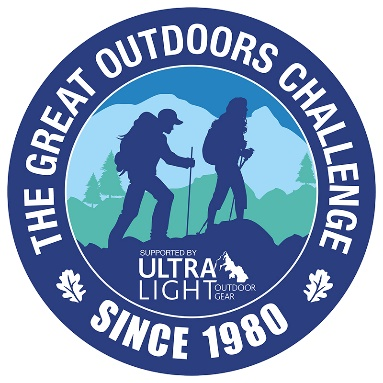 THE GREAT OUTDOORS CHALLENGE
SUPPORTED BY
ULTRA
LIGHT OUTDOOR
GEAR
SINCE 1980